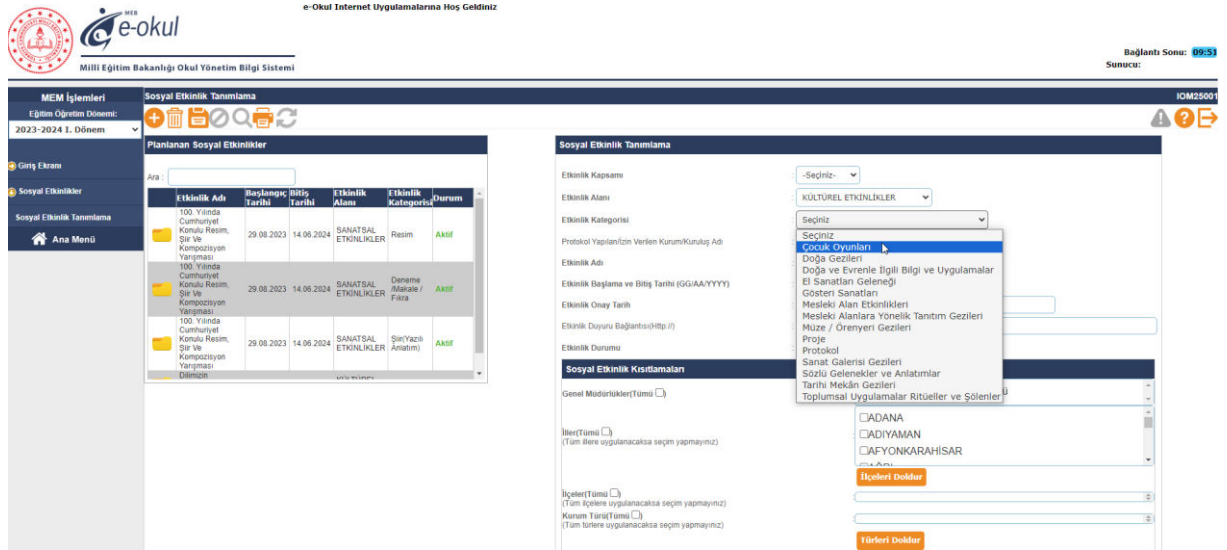 e-Okul Internet Uygulamalarına Hoş Geldiniz
MEB
e-okul
Milli Eğitim Bakanlığı Okul Yönetim Bilgi Sistemi
Bağlantı Sonu: 09:51
Sunucu:
MEM İşlemleri
Eğitim Öğretim Dönemi:
2023-2024 I. Dönem
Giriş Ekranı
Sosyal Etkinlikler
Sosyal Etkinlik Tanımlama
Ana Menü
Sosyal Etkinlik Tanımlama
IOM25001
Planlanan Sosyal Etkinlikler
Ara :
Etkinlik Adı Başlangıç Tarihi Bitiş Tarihi Etkinlik Alanı Etkinlik Kategorisi Durum
100. Yılında Cumhuriyet Konulu Resim, Şiir Ve Kompozisyon Yarışması 29.08.2023 14.06.2024 SANATSAL ETKİNLİKLER Resim Aktif
100. Yılında Cumhuriyet Konulu Resim, Şiir Ve Kompozisyon Yarışması 29.08.2023 14.06.2024 SANATSAL ETKİNLİKLER Deneme /Makale / Fıkra Aktif
100. Yılında Cumhuriyet Konulu Resim, Şiir Ve Kompozisyon Yarışması 29.08.2023 14.06.2024 SANATSAL ETKİNLİKLER Şiir(Yazılı Anlatım) Aktif
Dilimizin
Sosyal Etkinlik Tanımlama
Etkinlik Kapsamı : -Seçiniz-
Etkinlik Alanı : KÜLTÜREL ETKİNLİKLER
Etkinlik Kategorisi : Seçiniz
Seçiniz
Çocuk Oyunları
Doğa Gezileri
Doğa ve Evrenle İlgili Bilgi ve Uygulamalar
El Sanatları Geleneği
Gösteri Sanatları
Mesleki Alan Etkinlikleri
Mesleki Alanlara Yönelik Tanıtım Gezileri
Müze / Örenyeri Gezileri
Proje
Protokol
Sanat Galerisi Gezileri
Sözlü Gelenekler ve Anlatımlar
Tarihi Mekân Gezileri
Toplumsal Uygulamalar Ritüeller ve Şölenler
Protokol Yapılan/İzin Verilen Kurum/Kuruluş Adı
Etkinlik Adı
Etkinlik Başlama ve Bitiş Tarihi (GG/AA/YYYY)
Etkinlik Onay Tarih
Etkinlik Duyuru Bağlantısı(Http://)
Etkinlik Durumu
Sosyal Etkinlik Kısıtlamaları
Genel Müdürlükler(Tümü )
İller(Tümü )
(Tüm illere uygulanacaksa seçim yapmayınız)
ADANA
ADIYAMAN
AFYONKARAHİSAR
İlçeleri Doldur
İlçeler(Tümü )
(Tüm ilçelere uygulanacaksa seçim yapmayınız)
Kurum Türü(Tümü )
(Tüm türlere uygulanacaksa seçim yapmayınız)
Türleri Doldur